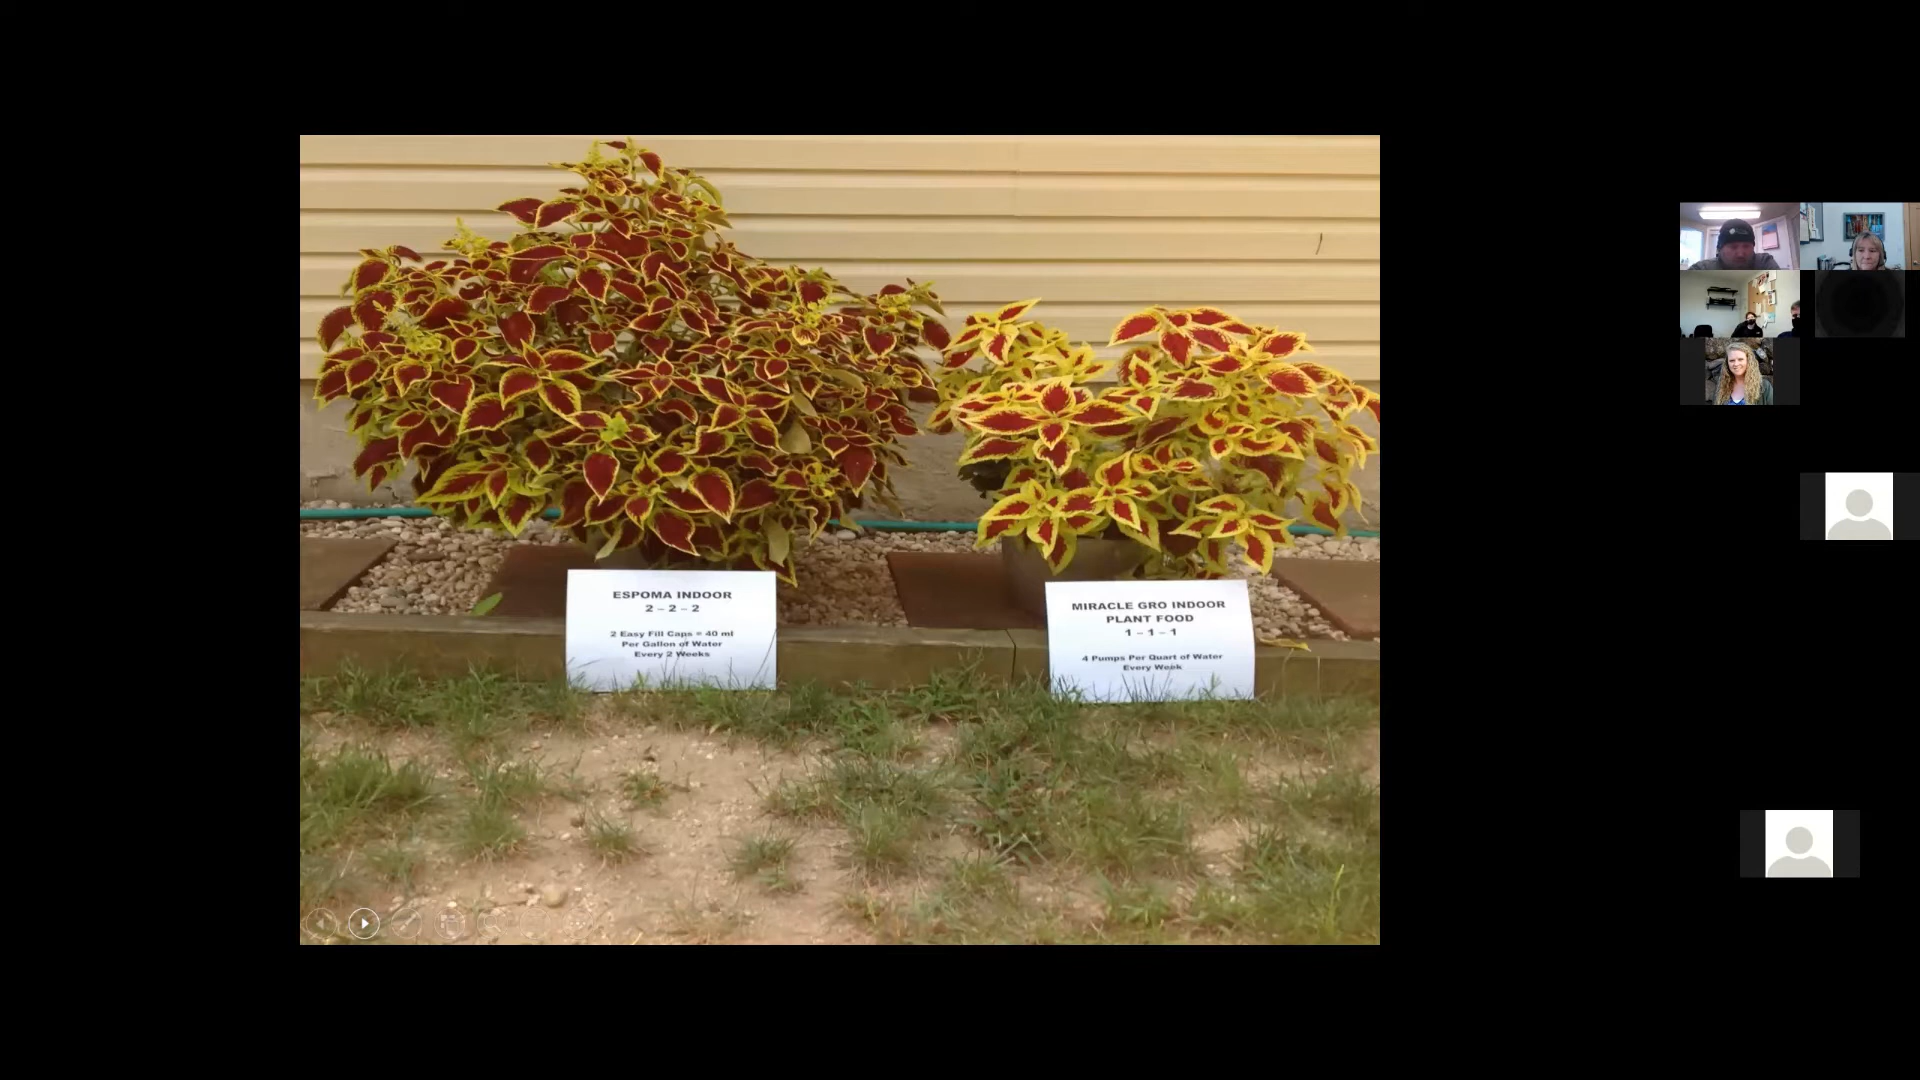 ESPOMA INDOOR
2 – 2 – 2
2 Easy Fill Caps = 40 ml
Per Gallon of Water
Every 2 Weeks
MIRACLE GRO INDOOR
PLANT FOOD
1 – 1 – 1
4 Pumps Per Quart of Water
Every Week